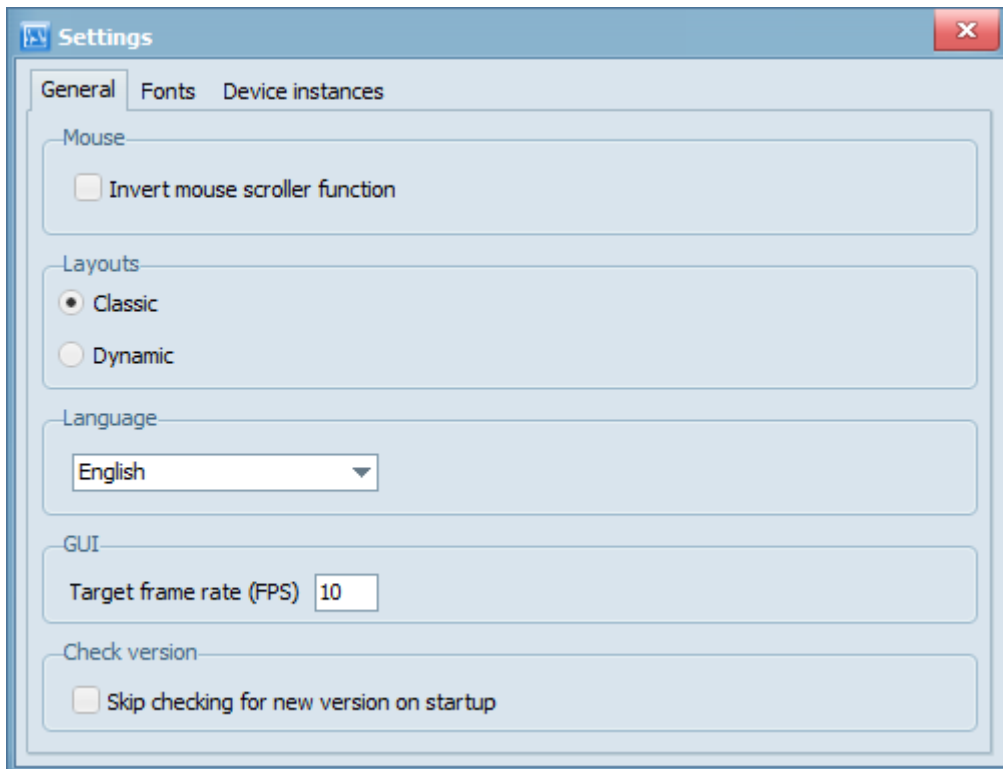 Settings
General Fonts Device instances
Mouse
Invert mouse scroller function
Layouts
Classic
Dynamic
Language
English
GUI
Target frame rate (FPS) 10
Check version
Skip checking for new version on startup